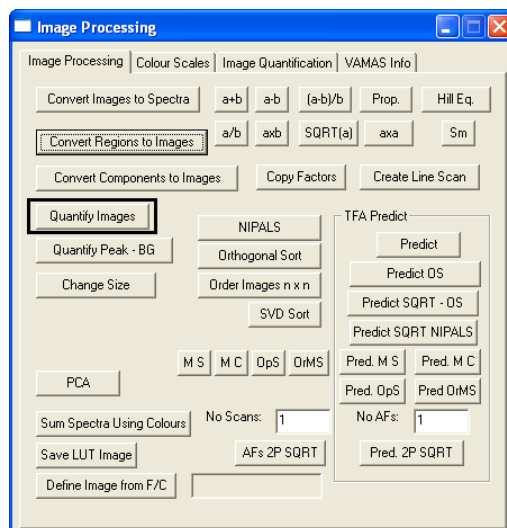 Image Processing
Image Processing Colour Scales Image Quantification VAMAS Info
Convert Images to Spectra a+b a-b (a-b)/b Prop. Hill Eq.
Convert Regions to Images a/b axb SQRT(a) axa Sm
Convert Components to Images Copy Factors Create Line Scan
Quantify Images NIPALS TFA Predict
Quantify Peak - BG Orthogonal Sort Predict
Change Size Order Images n x n Predict OS
SVD Sort Predict SQRT - OS
Predict SQRT NIPALS
M S M C OpS OrMS Pred. M S Pred. M C
PCA Pred. OpS Pred OrMS
Sum Spectra Using Colours No Scans: 1 No AFs: 1
Save LUT Image AFs 2P SQRT Pred. 2P SQRT
Define Image from F/C